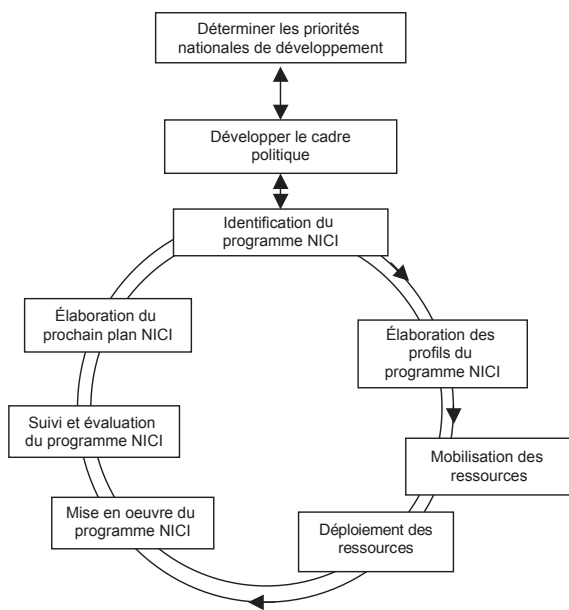 Déterminer les priorités
nationales de développement
Développer le cadre
politique
Identification du
programme NICI
Élaboration des
profils du
programme NICI
Mobilisation des
ressources
Déploiement des
ressources
Mise en oeuvre du
programme NICI
Suivi et évaluation
du programme NICI
Élaboration du
prochain plan NICI